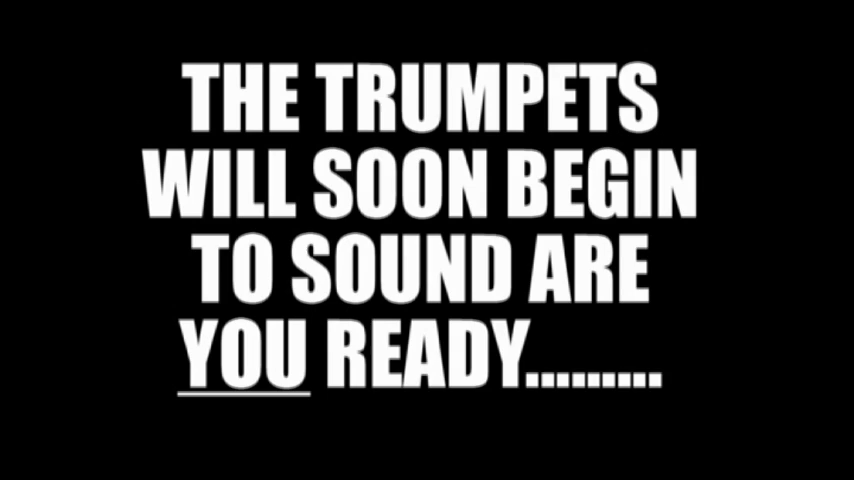 THE TRUMPETS
WILL SOON BEGIN
TO SOUND ARE
YOU READY.........